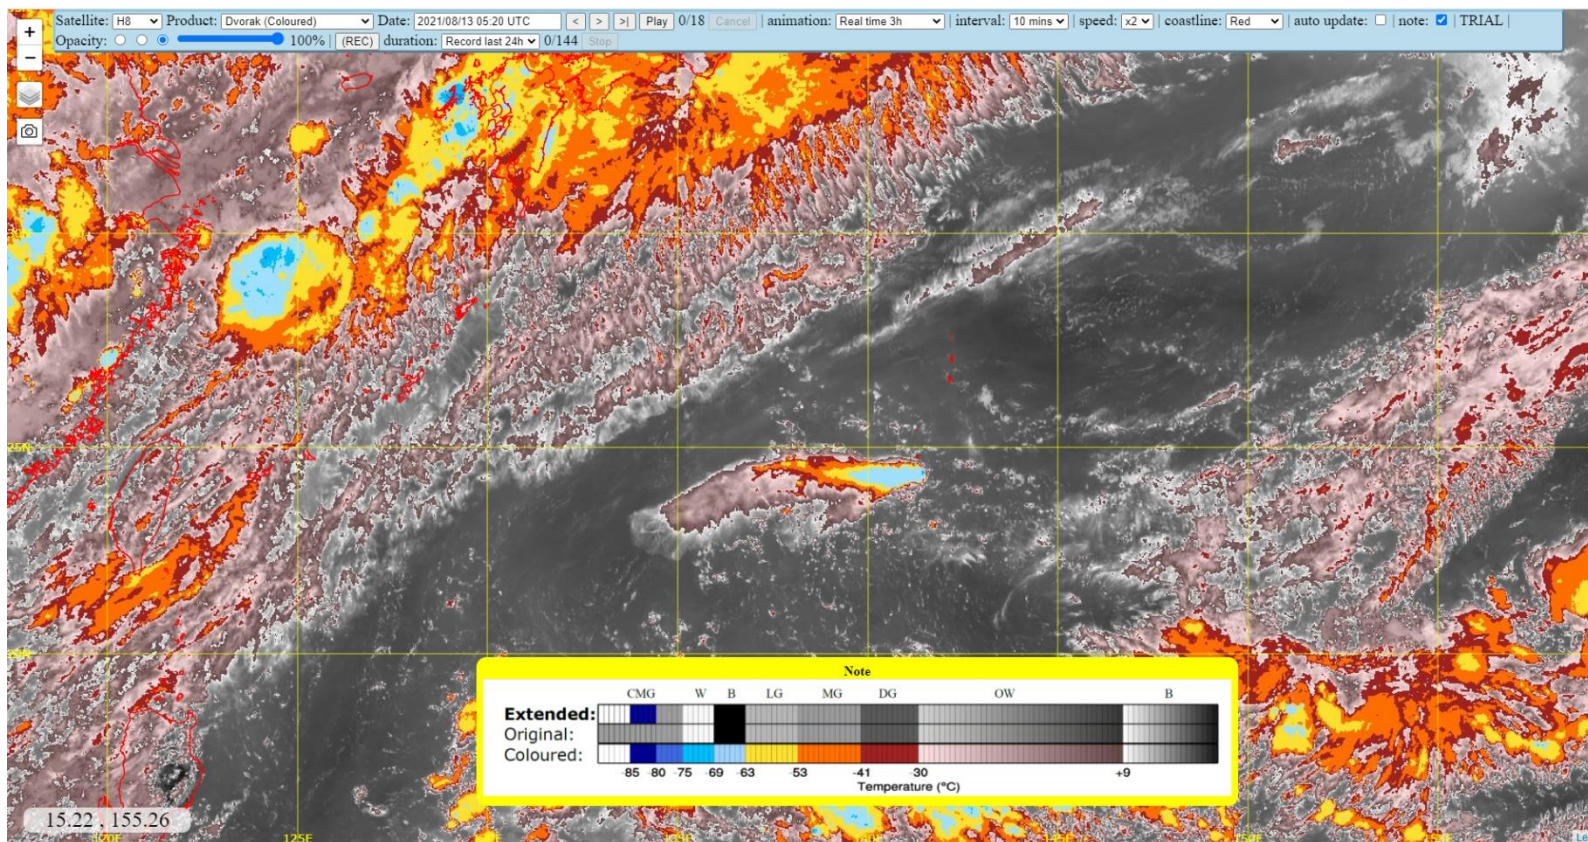 Satellite: H8 Product: Dvorak (Coloured) Date: 2021/08/13 05:20 UTC < > >| Play 0/18 Cancel | animation: Real time 3h | interval: 10 mins | speed: x2 | coastline: Red | auto update: | note: | TRIAL |
Opacity: 100% | (REC) duration: Record last 24h 0/144 Stop
+
−
25N
Note
CMG W B LG MG DG OW B
Extended:
Original:
Coloured:
-85 -80 -75 -69 -63 -53 -41 -30 +9
Temperature (°C)
15.22 , 155.26
120E 125E 145E
Le